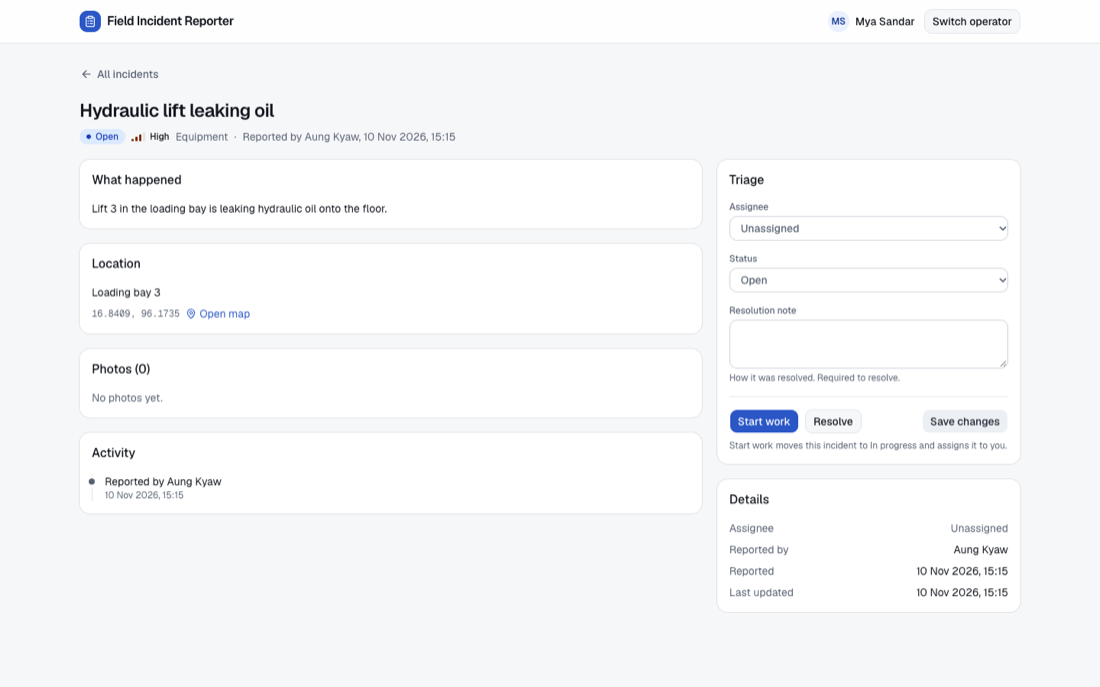 Field Incident Reporter
MS Mya Sandar Switch operator
All incidents
Hydraulic lift leaking oil
Open High Equipment · Reported by Aung Kyaw, 10 Nov 2026, 15:15
What happened
Lift 3 in the loading bay is leaking hydraulic oil onto the floor.
Location
Loading bay 3
16.8409, 96.1735 Open map
Photos (0)
No photos yet.
Activity
Reported by Aung Kyaw
10 Nov 2026, 15:15
Triage
Assignee
Unassigned
Status
Open
Resolution note
How it was resolved. Required to resolve.
Start work Resolve Save changes
Start work moves this incident to In progress and assigns it to you.
Details
Assignee Unassigned
Reported by Aung Kyaw
Reported 10 Nov 2026, 15:15
Last updated 10 Nov 2026, 15:15